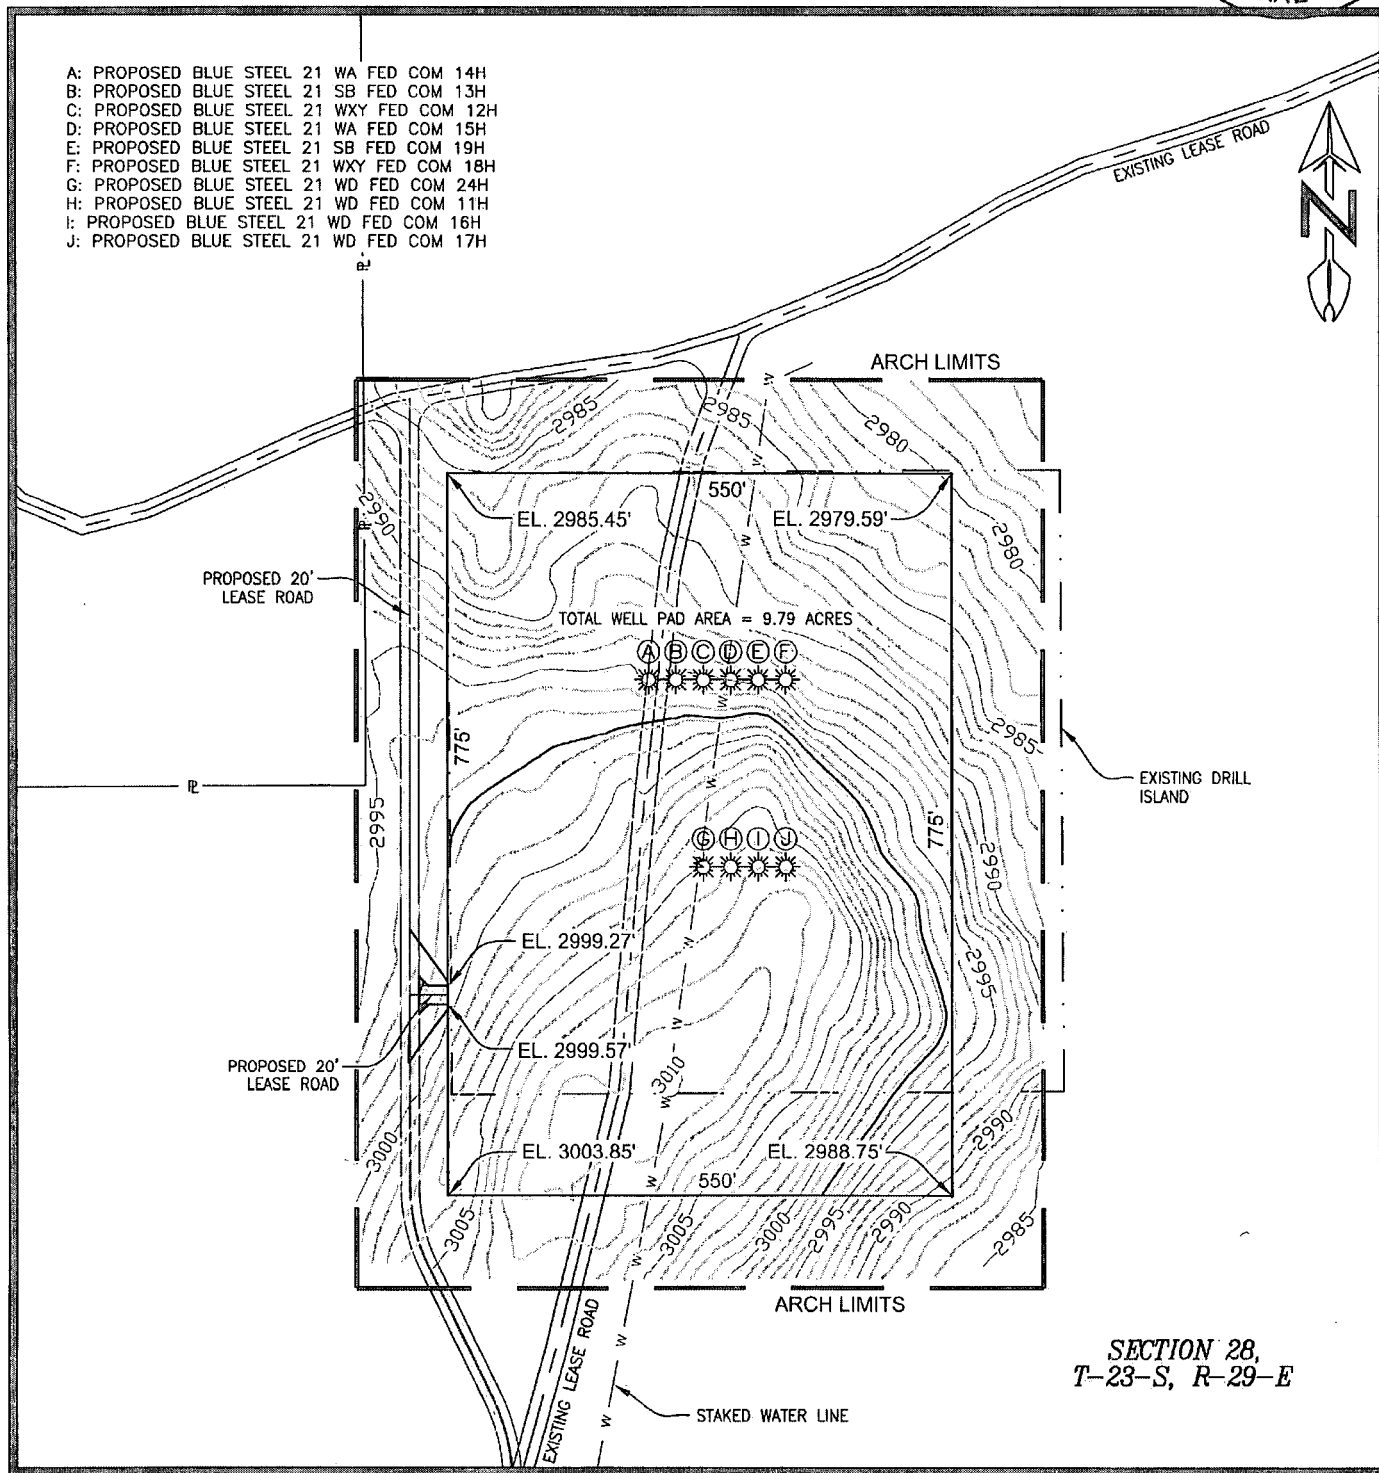 A: PROPOSED BLUE STEEL 21 WA FED COM 14H
B: PROPOSED BLUE STEEL 21 SB FED COM 13H
C: PROPOSED BLUE STEEL 21 WXY FED COM 12H
D: PROPOSED BLUE STEEL 21 WA FED COM 15H
E: PROPOSED BLUE STEEL 21 SB FED COM 19H
F: PROPOSED BLUE STEEL 21 WXY FED COM 18H
G: PROPOSED BLUE STEEL 21 WD FED COM 24H
H: PROPOSED BLUE STEEL 21 WD FED COM 11H
I: PROPOSED BLUE STEEL 21 WD FED COM 16H
J: PROPOSED BLUE STEEL 21 WD FED COM 17H
EXISTING LEASE ROAD
N
PL
ARCH LIMITS
W
2985
2985
2980
550'
EL. 2985.45'
EL. 2979.59'
2990
PL
W
2980
PROPOSED 20'
LEASE ROAD
TOTAL WELL PAD AREA = 9.79 ACRES
A B C D E F
W
2985
775'
PL
W
EXISTING DRILL
ISLAND
2995
775'
G H I J
2990
EL. 2999.27'
W
2995
EL. 2999.57'
PROPOSED 20'
LEASE ROAD
W
3010
W
2990
3000
EL. 3003.85'
EL. 2988.75'
550'
W
3005
3005
3000
2995
2990
2985
W
ARCH LIMITS
EXISTING LEASE ROAD
W
SECTION 28,
T-23-S, R-29-E
STAKED WATER LINE
W